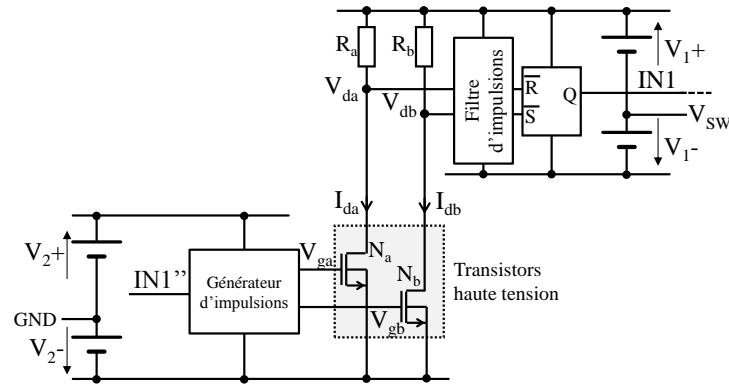 Ra
Rb
V1+
Vda
Vdb
Filtre
d'impulsions
R
S
Q
IN1
VSW
V1-
Ida
Idb
V2+
Vga
Na
Nb
Transistors
haute tension
IN1’’
Générateur
d’impulsions
GND
Vgb
V2-